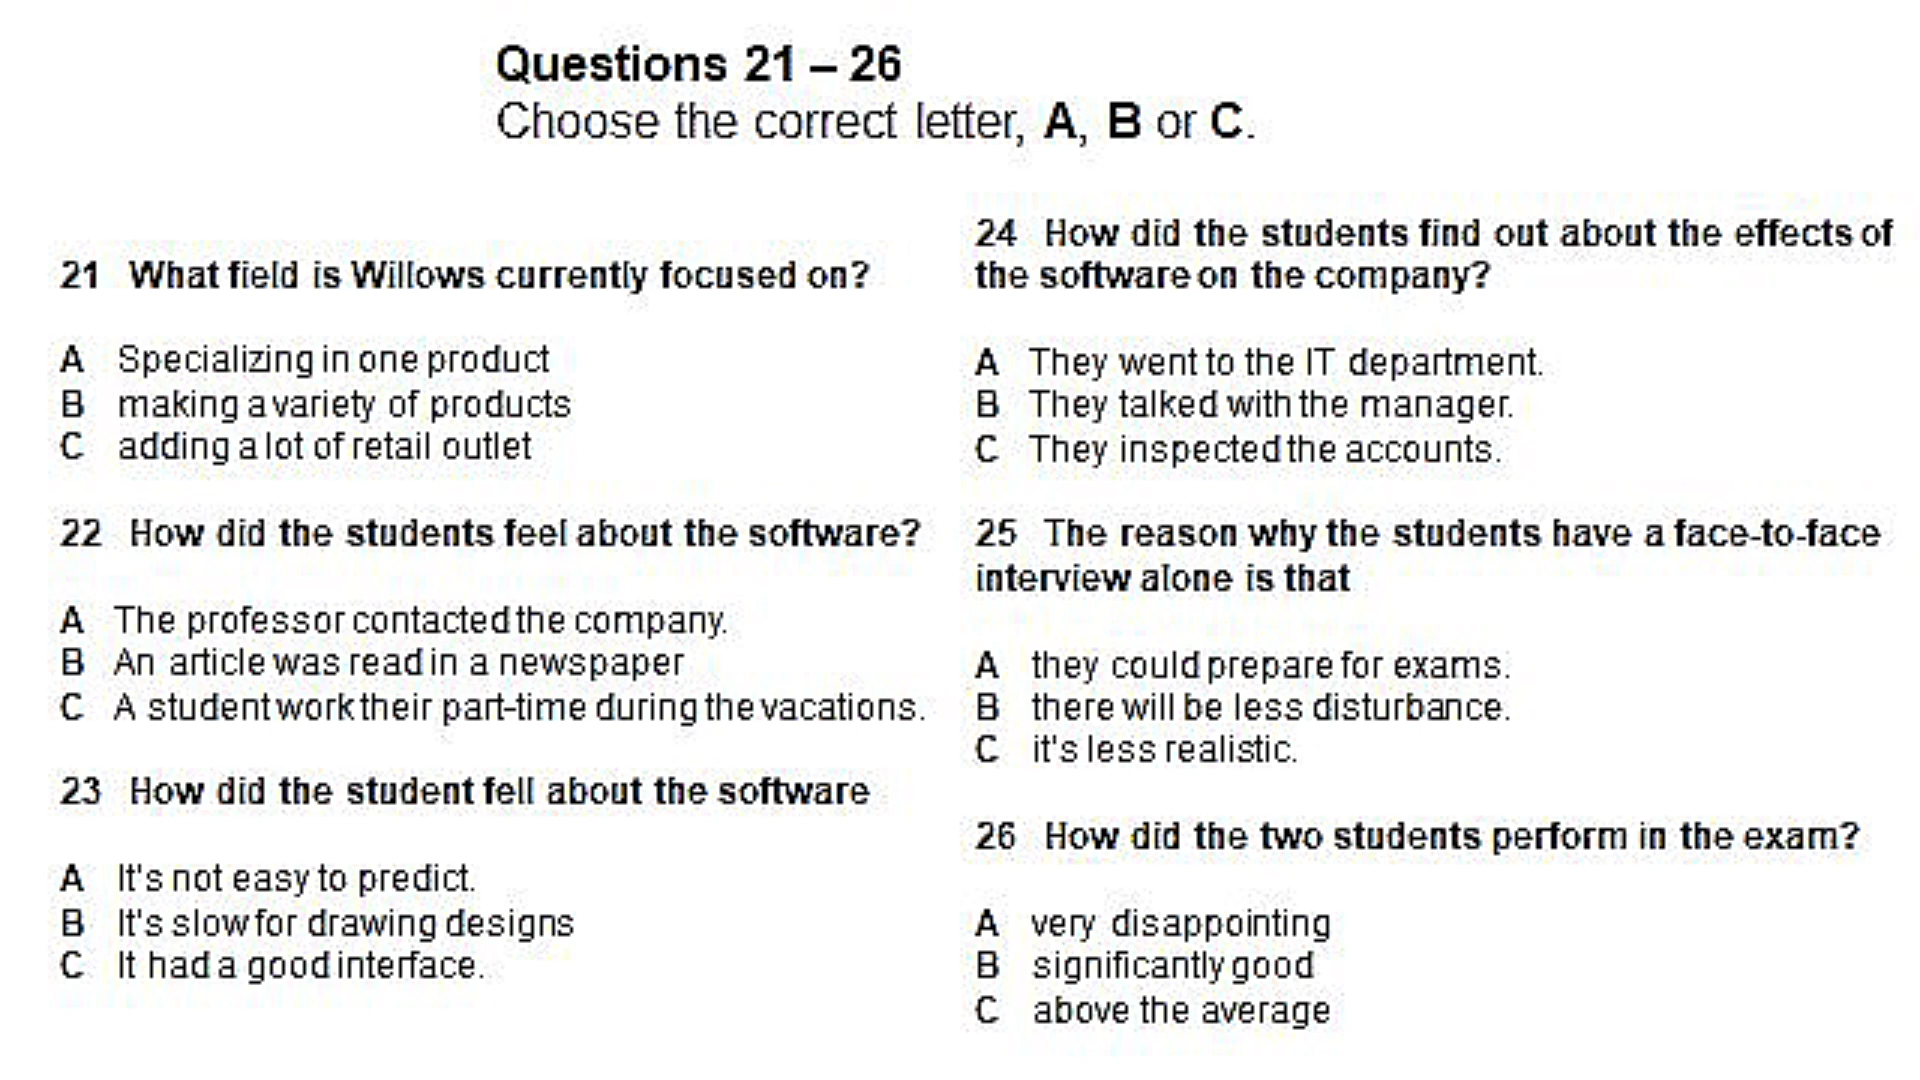 Questions 21 – 26
Choose the correct letter, A, B or C.
21 What field is Willows currently focused on?
A Specializing in one product
B making a variety of products
C adding a lot of retail outlet
22 How did the students feel about the software?
A The professor contacted the company.
B An article was read in a newspaper
C A student work their part-time during the vacations.
23 How did the student fell about the software
A It's not easy to predict.
B It's slow for drawing designs
C It had a good interface.
24 How did the students find out about the effects of
the software on the company?
A They went to the IT department.
B They talked with the manager.
C They inspected the accounts.
25 The reason why the students have a face-to-face
interview alone is that
A they could prepare for exams.
B there will be less disturbance.
C it's less realistic.
26 How did the two students perform in the exam?
A very disappointing
B significantly good
C above the average